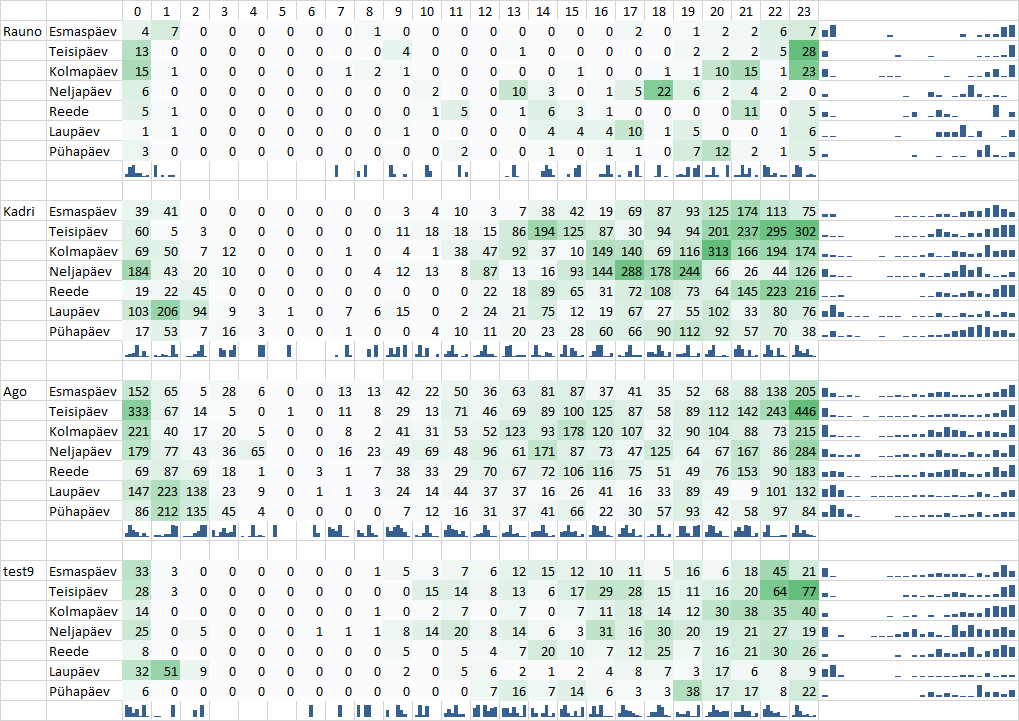 0 1 2 3 4 5 6 7 8 9 10 11 12 13 14 15 16 17 18 19 20 21 22 23
Rauno Esmaspäev 4 7 0 0 0 0 0 0 1 0 0 0 0 0 0 0 0 2 0 1 2 2 6 7
Teisipäev 13 0 0 0 0 0 0 0 0 4 0 0 0 1 0 0 0 0 0 2 2 2 5 28
Kolmapäev 15 1 0 0 0 0 0 1 2 1 0 0 0 0 0 1 0 0 1 1 10 15 1 23
Neljapäev 6 0 0 0 0 0 0 0 0 0 2 0 0 10 3 0 1 5 22 6 2 4 2 0
Reede 5 1 0 0 0 0 0 0 0 0 1 5 0 1 6 3 1 0 0 0 0 11 0 5
Laupäev 1 1 0 0 0 0 0 0 0 1 0 0 0 0 4 4 4 10 1 5 0 0 1 6
Pühapäev 3 0 0 0 0 0 0 0 0 0 0 2 0 0 1 0 1 1 0 7 12 2 1 5
Kadri Esmaspäev 39 41 0 0 0 0 0 0 0 3 4 10 3 7 38 42 19 69 87 93 125 174 113 75
Teisipäev 60 5 3 0 0 0 0 0 0 11 18 18 15 86 194 125 87 30 94 94 201 237 295 302
Kolmapäev 69 50 7 12 0 0 0 0 0 4 1 38 47 92 37 10 149 140 69 116 313 166 194 174
Neljapäev 184 43 20 10 0 0 0 0 4 12 13 8 87 13 16 93 144 288 178 244 66 26 44 126
Reede 19 22 45 0 0 0 0 0 0 0 0 0 22 18 89 65 31 72 108 73 64 145 223 216
Laupäev 103 206 94 9 3 1 0 7 6 15 0 2 24 21 75 12 19 67 27 55 102 33 80 76
Pühapäev 17 53 7 16 3 0 0 1 0 0 4 10 11 20 23 28 60 66 90 112 92 57 70 38
Ago Esmaspäev 152 65 5 28 6 0 0 13 13 42 22 50 36 63 81 87 37 41 35 52 68 88 138 205
Teisipäev 333 67 14 5 0 1 0 11 8 29 13 71 46 69 89 100 125 87 58 89 112 142 243 446
Kolmapäev 221 40 17 20 5 0 0 8 2 41 31 53 52 123 93 178 120 107 32 90 104 88 73 215
Neljapäev 179 77 43 36 65 0 0 16 23 49 69 48 96 61 171 87 73 47 125 64 67 167 86 284
Reede 69 87 69 18 1 0 3 1 7 38 33 29 70 67 72 106 116 75 51 49 76 153 90 183
Laupäev 147 223 138 23 9 0 1 1 3 24 14 44 37 37 16 26 41 16 33 89 49 9 101 132
Pühapäev 86 212 135 45 4 0 0 0 0 7 12 16 31 37 41 66 22 30 57 93 42 58 97 84
test9 Esmaspäev 33 3 0 0 0 0 0 0 1 5 3 7 6 12 15 12 10 11 5 16 6 18 45 21
Teisipäev 28 3 0 0 0 0 0 0 0 0 15 14 8 13 6 17 29 28 15 11 16 20 64 77
Kolmapäev 14 0 0 0 0 0 0 0 1 0 2 7 0 7 0 7 11 18 14 12 30 38 35 40
Neljapäev 25 0 5 0 0 0 1 1 1 8 14 20 8 14 6 3 31 16 30 20 19 21 27 19
Reede 8 0 0 0 0 0 0 0 0 5 0 5 4 7 20 10 7 12 25 7 16 21 30 26
Laupäev 32 51 9 0 0 0 0 0 0 2 0 5 6 2 1 2 4 8 7 3 17 6 8 9
Pühapäev 6 0 0 0 0 0 0 0 0 0 0 0 7 16 7 14 6 3 3 38 17 17 8 22